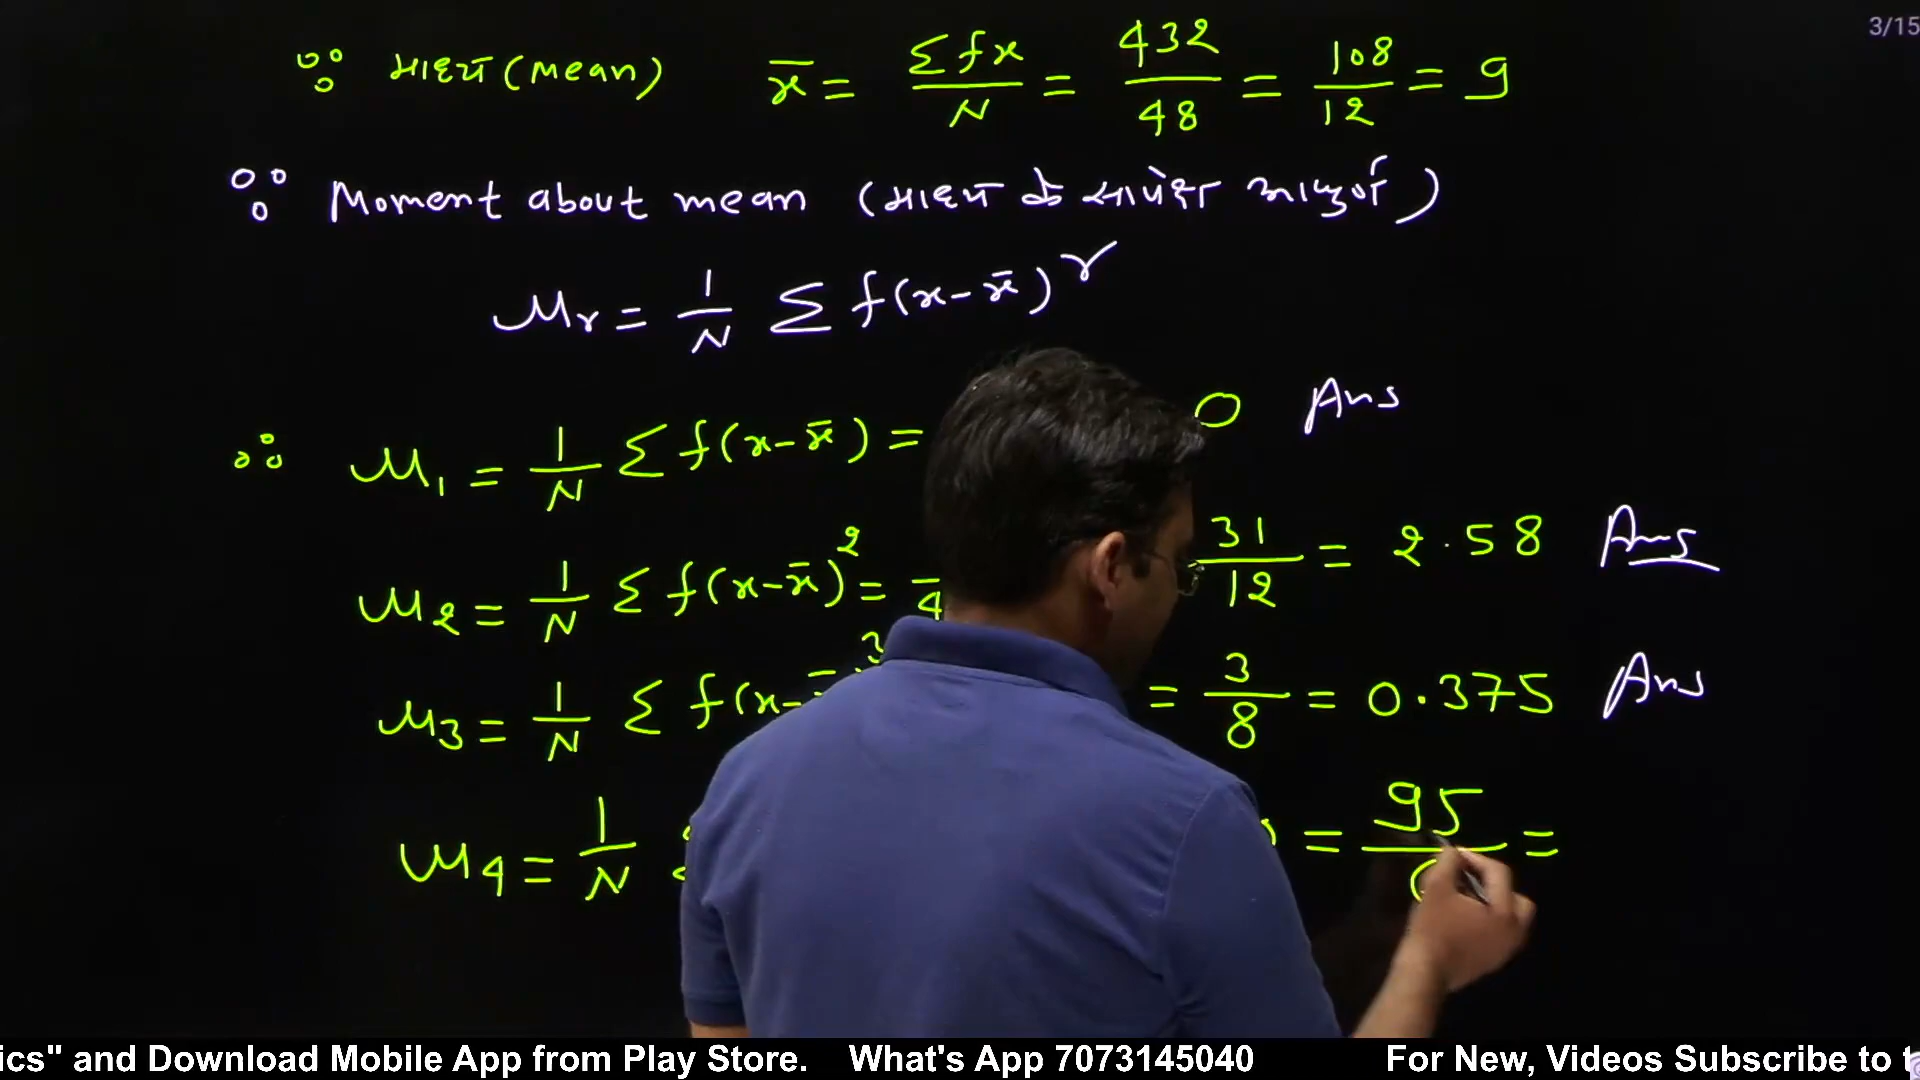 3/15
∵ माध्य (mean) x̄ = Σfx/N = 432/48 = 108/12 = 9
∵ Moment about mean (माध्य के सापेक्ष आघूर्ण)
μr = 1/N Σ f(x-x̄)^r
∴ μ1 = 1/N Σ f(x-x̄) = 0 Ans
μ2 = 1/N Σ f(x-x̄)^2 = 31/12 = 2.58 Ans
μ3 = 1/N Σ f(x- 3 = 3/8 = 0.375 Ans
μ4 = 1/N = 95 =
ics" and Download Mobile App from Play Store. What's App 7073145040 For New, Videos Subscribe to t